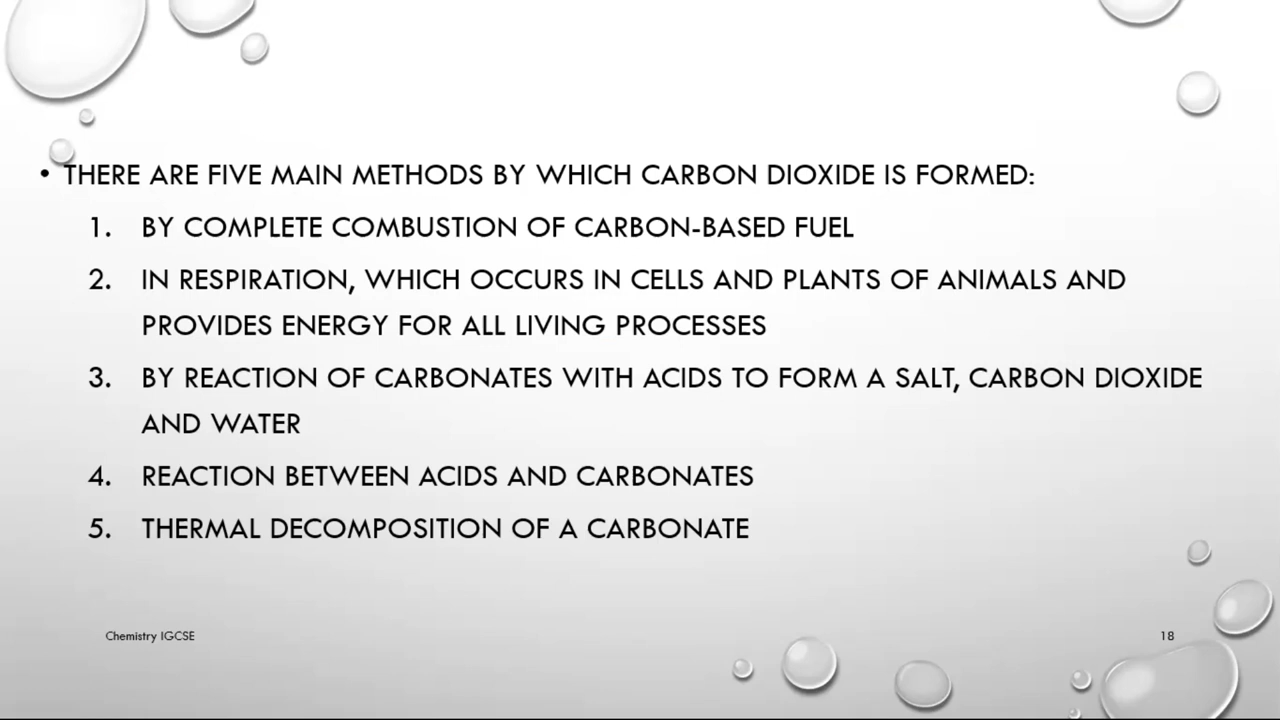 • THERE ARE FIVE MAIN METHODS BY WHICH CARBON DIOXIDE IS FORMED:
1. BY COMPLETE COMBUSTION OF CARBON-BASED FUEL
2. IN RESPIRATION, WHICH OCCURS IN CELLS AND PLANTS OF ANIMALS AND
PROVIDES ENERGY FOR ALL LIVING PROCESSES
3. BY REACTION OF CARBONATES WITH ACIDS TO FORM A SALT, CARBON DIOXIDE
AND WATER
4. REACTION BETWEEN ACIDS AND CARBONATES
5. THERMAL DECOMPOSITION OF A CARBONATE
Chemistry IGCSE
18